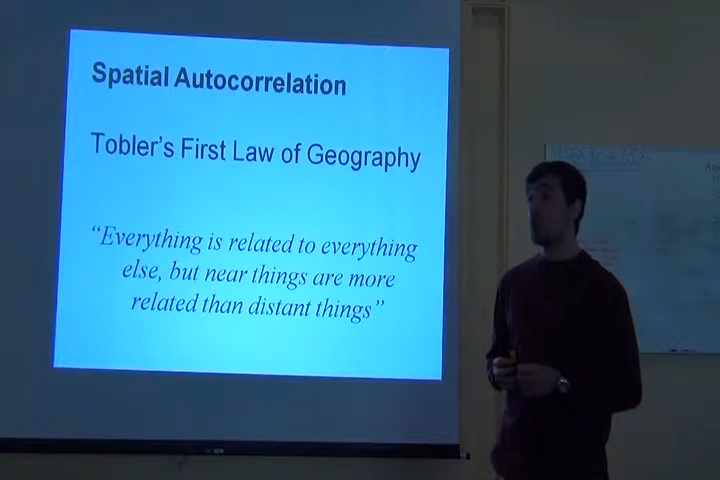 Spatial Autocorrelation
Tobler's First Law of Geography
“Everything is related to everything
else, but near things are more
related than distant things”